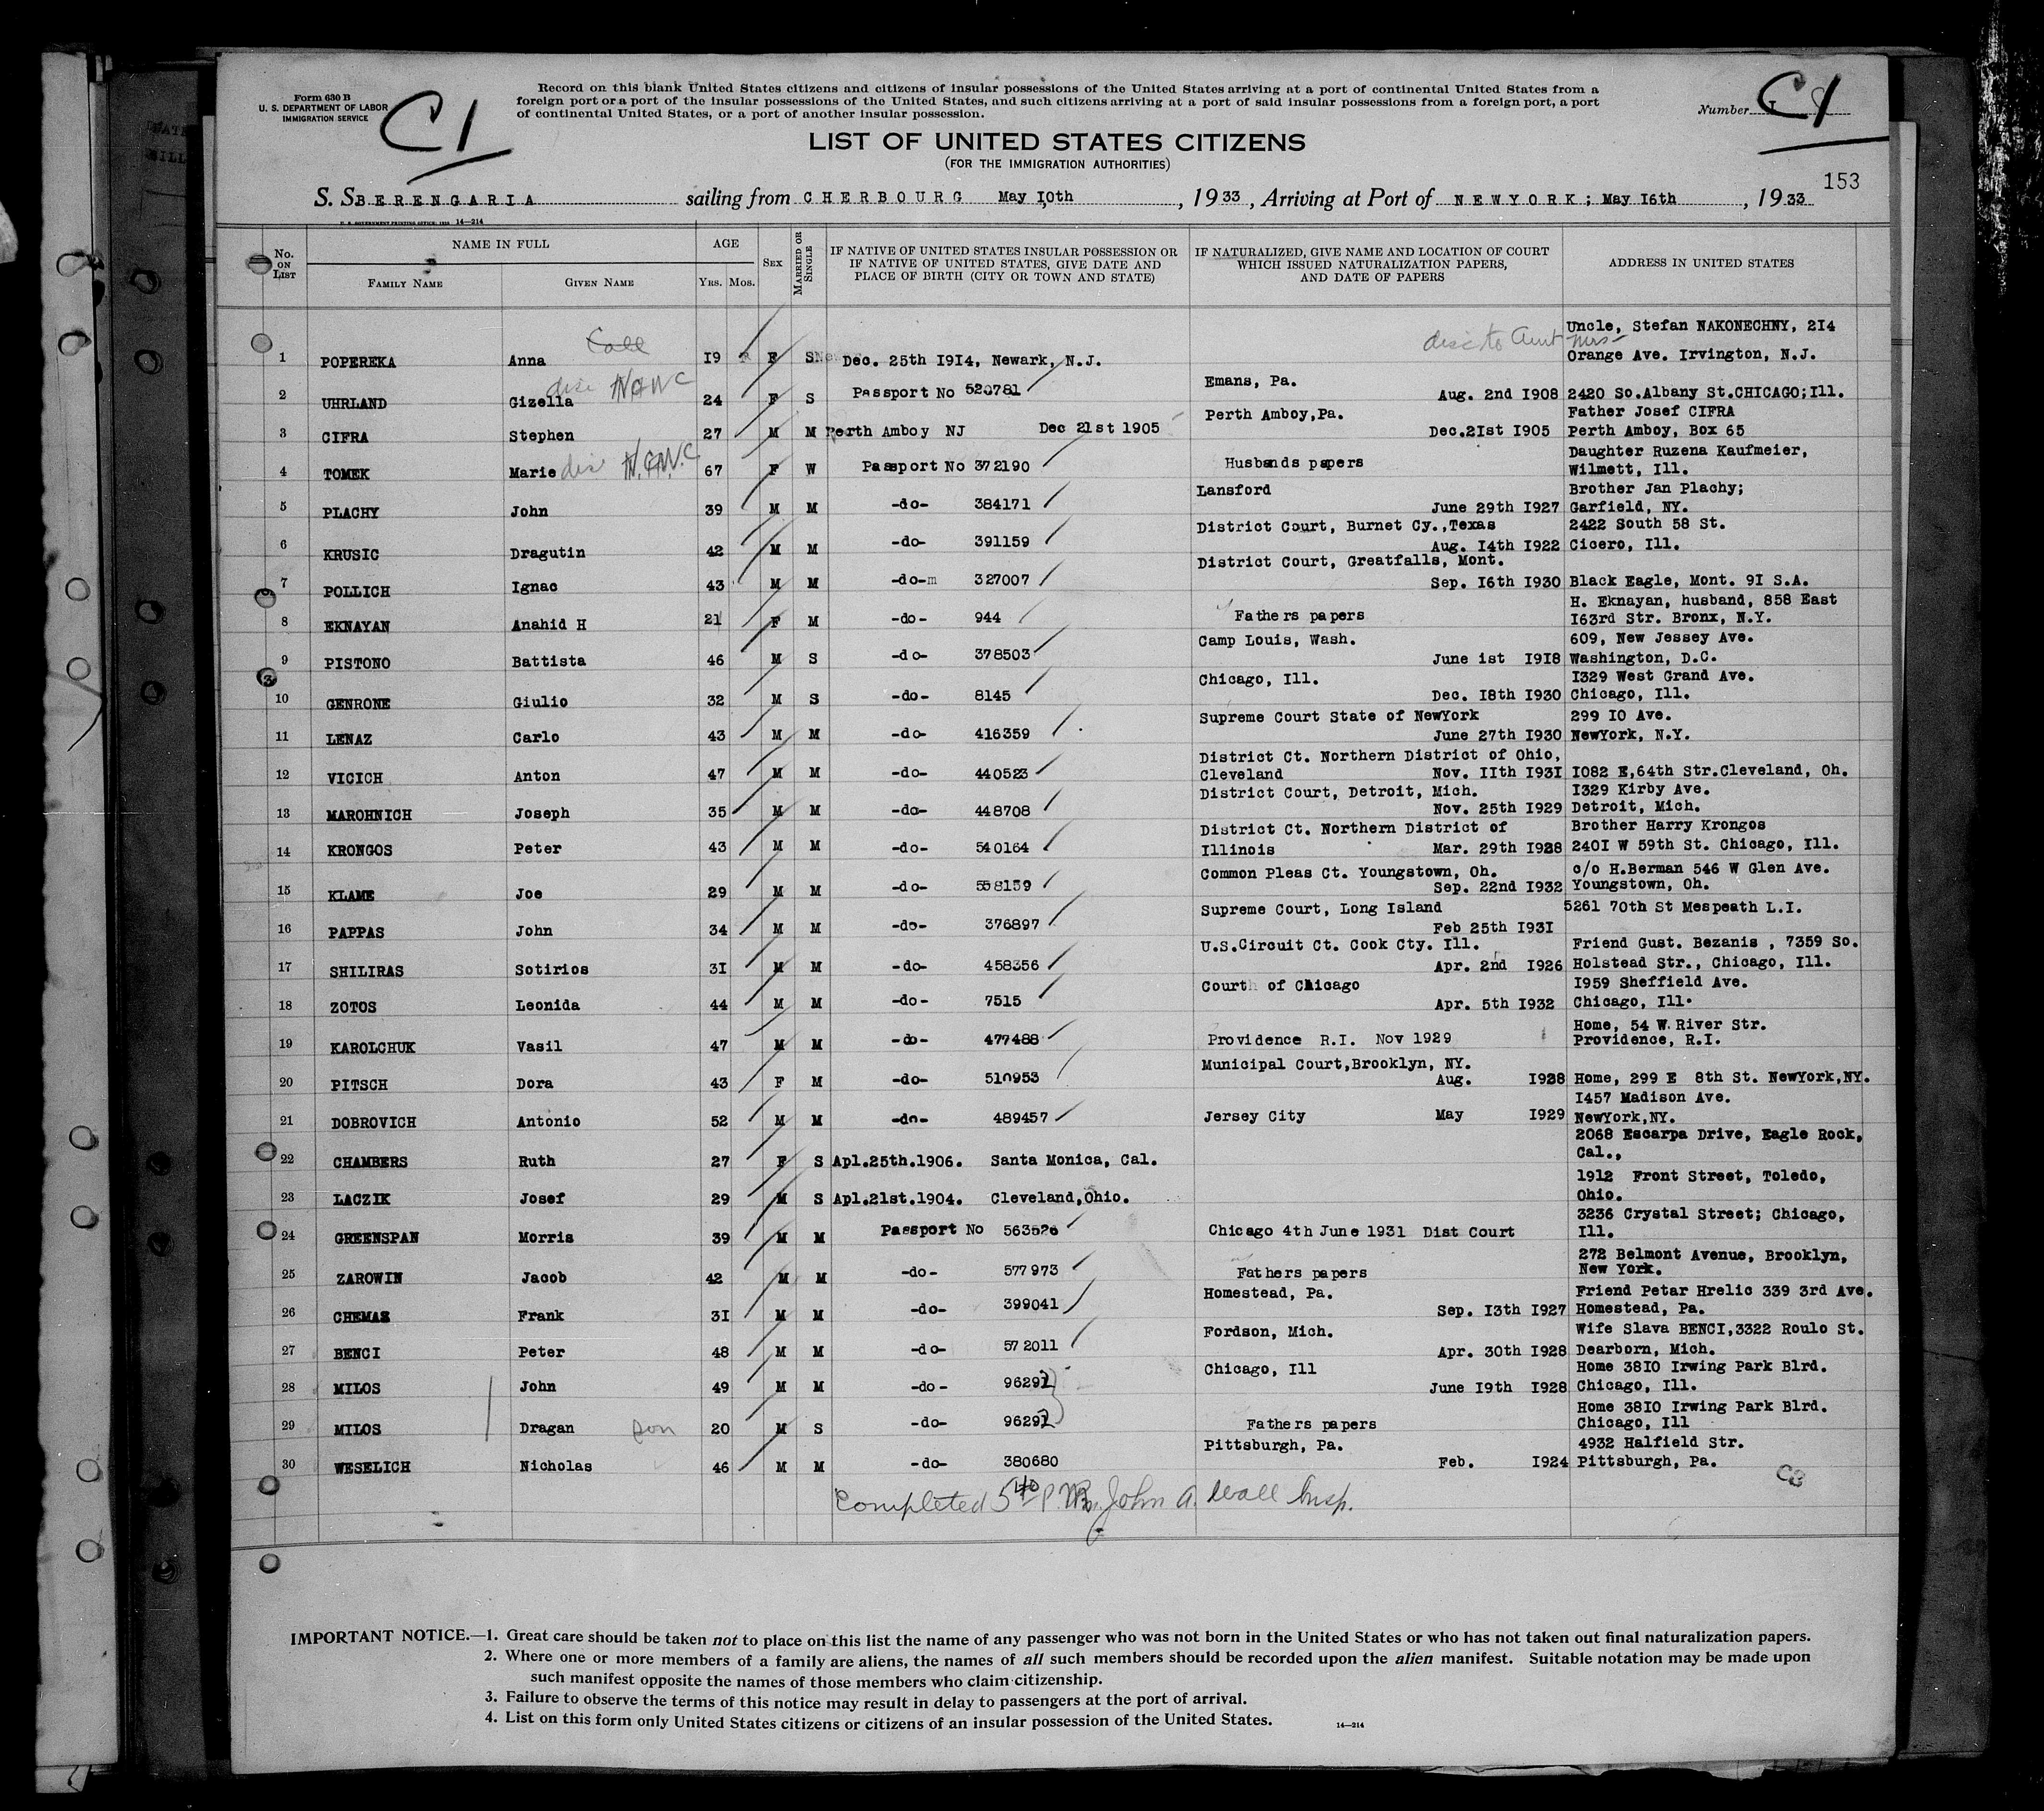 Form 630 B
U. S. DEPARTMENT OF LABOR
IMMIGRATION SERVICE
C1
Record on this blank United States citizens and citizens of insular possessions of the United States arriving at a port of continental United States from a
foreign port or a port of the insular possessions of the United States, and such citizens arriving at a port of said insular possessions from a foreign port, a port
of continental United States, or a port of another insular possession.
Number I C1
LIST OF UNITED STATES CITIZENS
(FOR THE IMMIGRATION AUTHORITIES)
153
S. S. BERENGARIA sailing from CHERBOURG May 10th, 1933, Arriving at Port of NEWYORK; May 16th, 1933
U. S. GOVERNMENT PRINTING OFFICE: 14—214
No. ON LIST
NAME IN FULL
FAMILY NAME
GIVEN NAME
AGE
YRS. MOS.
SEX
MARRIED OR SINGLE
IF NATIVE OF UNITED STATES INSULAR POSSESSION OR
IF NATIVE OF UNITED STATES, GIVE DATE AND
PLACE OF BIRTH (CITY OR TOWN AND STATE)
IF NATURALIZED, GIVE NAME AND LOCATION OF COURT
WHICH ISSUED NATURALIZATION PAPERS,
AND DATE OF PAPERS
ADDRESS IN UNITED STATES
Call disc to Aunt Mrs Uncle, Stefan NAKONECHNY, 214
1 POPEREKA Anna 19 F S Dec. 25th 1914, Newark, N.J. Orange Ave. Irvington, N.J.
disc N.G.W.C Emans, Pa.
2 UHRLAND Gizella 24 F S Passport No 520781 Aug. 2nd 1908 2420 So.Albany St.CHICAGO;Ill.
Perth Amboy,Pa. Father Josef CIFRA
3 CIFRA Stephen 27 M M Perth Amboy NJ Dec 21st 1905 Dec.21st 1905 Perth Amboy, Box 65
Daughter Ruzena Kaufmeier,
4 TOMEK Marie disc N.G.W.C 67 F W Passport No 372190 Husbands papers Wilmett, Ill.
Lansford Brother Jan Plachy;
5 PLACHY John 39 M M -do- 384171 June 29th 1927 Garfield, NY.
District Court, Burnet Cy.,Texas 2422 South 58 St.
6 KRUSIC Dragutin 42 M M -do- 391159 Aug. 14th 1922 Cicero, Ill.
District Court, Greatfalls, Mont.
7 POLLICH Ignac 43 M M -do-m 327007 Sep. 16th 1930 Black Eagle, Mont. 91 S.A.
H. Eknayan, husband, 858 East
8 EKNAYAN Anahid H 21 F M -do- 944 Fathers papers 163rd Str. Bronx, N.Y.
Camp Louis, Wash. 609, New Jessey Ave.
9 PISTONO Battista 46 M S -do- 378503 June 1st 1918 Washington, D.C.
Chicago, Ill. 1329 West Grand Ave.
10 GENRONE Giulio 32 M S -do- 8145 Dec. 18th 1930 Chicago, Ill.
Supreme Court State of NewYork 299 10 Ave.
11 LENAZ Carlo 43 M M -do- 416359 June 27th 1930 NewYork, N.Y.
District Ct. Northern District of Ohio,
12 VICICH Anton 47 M M -do- 440523 Cleveland Nov. 11th 1931 1082 E,64th Str.Cleveland, Oh.
District Court, Detroit, Mich. 1329 Kirby Ave.
13 MAROHNICH Joseph 35 M M -do- 448708 Nov. 25th 1929 Detroit, Mich.
District Ct. Northern District of Brother Harry Krongos
14 KRONGOS Peter 43 M M -do- 540164 Illinois Mar. 29th 1928 2401 W 59th St. Chicago, Ill.
Common Pleas Ct. Youngstown, Oh. c/o H.Berman 546 W Glen Ave.
15 KLAME Joe 29 M M -do- 558159 Sep. 22nd 1932 Youngstown, Oh.
Supreme Court, Long Island 5261 70th St Mespeath L.I.
16 PAPPAS John 34 M M -do- 376897 Feb 25th 1931
U.S.Circuit Ct. Cook Cty. Ill. Friend Gust. Bezanis , 7359 So.
17 SHILIRAS Sotirios 31 M M -do- 458356 Apr. 2nd 1926 Holstead Str., Chicago, Ill.
Courth of Chicago 1959 Sheffield Ave.
18 ZOTOS Leonida 44 M M -do- 7515 Apr. 5th 1932 Chicago, Ill.
Home, 54 W.River Str.
19 KAROLCHUK Vasil 47 M M -do- 477488 Providence R.I. Nov 1929 Providence, R.I.
Municipal Court,Brooklyn, NY.
20 PITSCH Dora 43 F M -do- 510953 Aug. 1928 Home, 299 E 8th St. NewYork,NY.
1457 Madison Ave.
21 DOBROVICH Antonio 52 M M -do- 489457 Jersey City May 1929 NewYork,NY.
2068 Escarpa Drive, Eagle Rock,
22 CHAMBERS Ruth 27 F S Apl.25th.1906. Santa Monica, Cal. Cal.,
1912 Front Street, Toledo,
23 LACZIK Josef 29 M S Apl.21st.1904. Cleveland,Ohio. Ohio.
3236 Crystal Street; Chicago,
24 GREENSPAN Morris 39 M M Passport No 563526 Chicago 4th June 1931 Dist Court Ill.
272 Belmont Avenue, Brooklyn,
25 ZAROWIN Jacob 42 M M -do- 577973 Fathers papers New York.
Homestead, Pa. Friend Petar Hrelic 339 3rd Ave.
26 CHEMAS Frank 31 M M -do- 399041 Sep. 13th 1927 Homestead, Pa.
Fordson, Mich. Wife Slava BENCI,3322 Roulo St.
27 BENCI Peter 48 M M -do- 572011 Apr. 30th 1928 Dearborn, Mich.
Chicago, Ill Home 3810 Irwing Park Blrd.
28 MILOS John 49 M M -do- 96292 June 19th 1928 Chicago, Ill.
Home 3810 Irwing Park Blrd.
29 MILOS Dragan son 20 M S -do- 96292 Fathers papers Chicago, Ill
Pittsburgh, Pa. 4932 Halfield Str.
30 WESELICH Nicholas 46 M M -do- 380680 Feb. 1924 Pittsburgh, Pa.
C3
Completed 5 40 P.M. John A. Wall Insp.
IMPORTANT NOTICE.—1. Great care should be taken not to place on this list the name of any passenger who was not born in the United States or who has not taken out final naturalization papers.
2. Where one or more members of a family are aliens, the names of all such members should be recorded upon the alien manifest. Suitable notation may be made upon
such manifest opposite the names of those members who claim citizenship.
3. Failure to observe the terms of this notice may result in delay to passengers at the port of arrival.
4. List on this form only United States citizens or citizens of an insular possession of the United States.
14—214